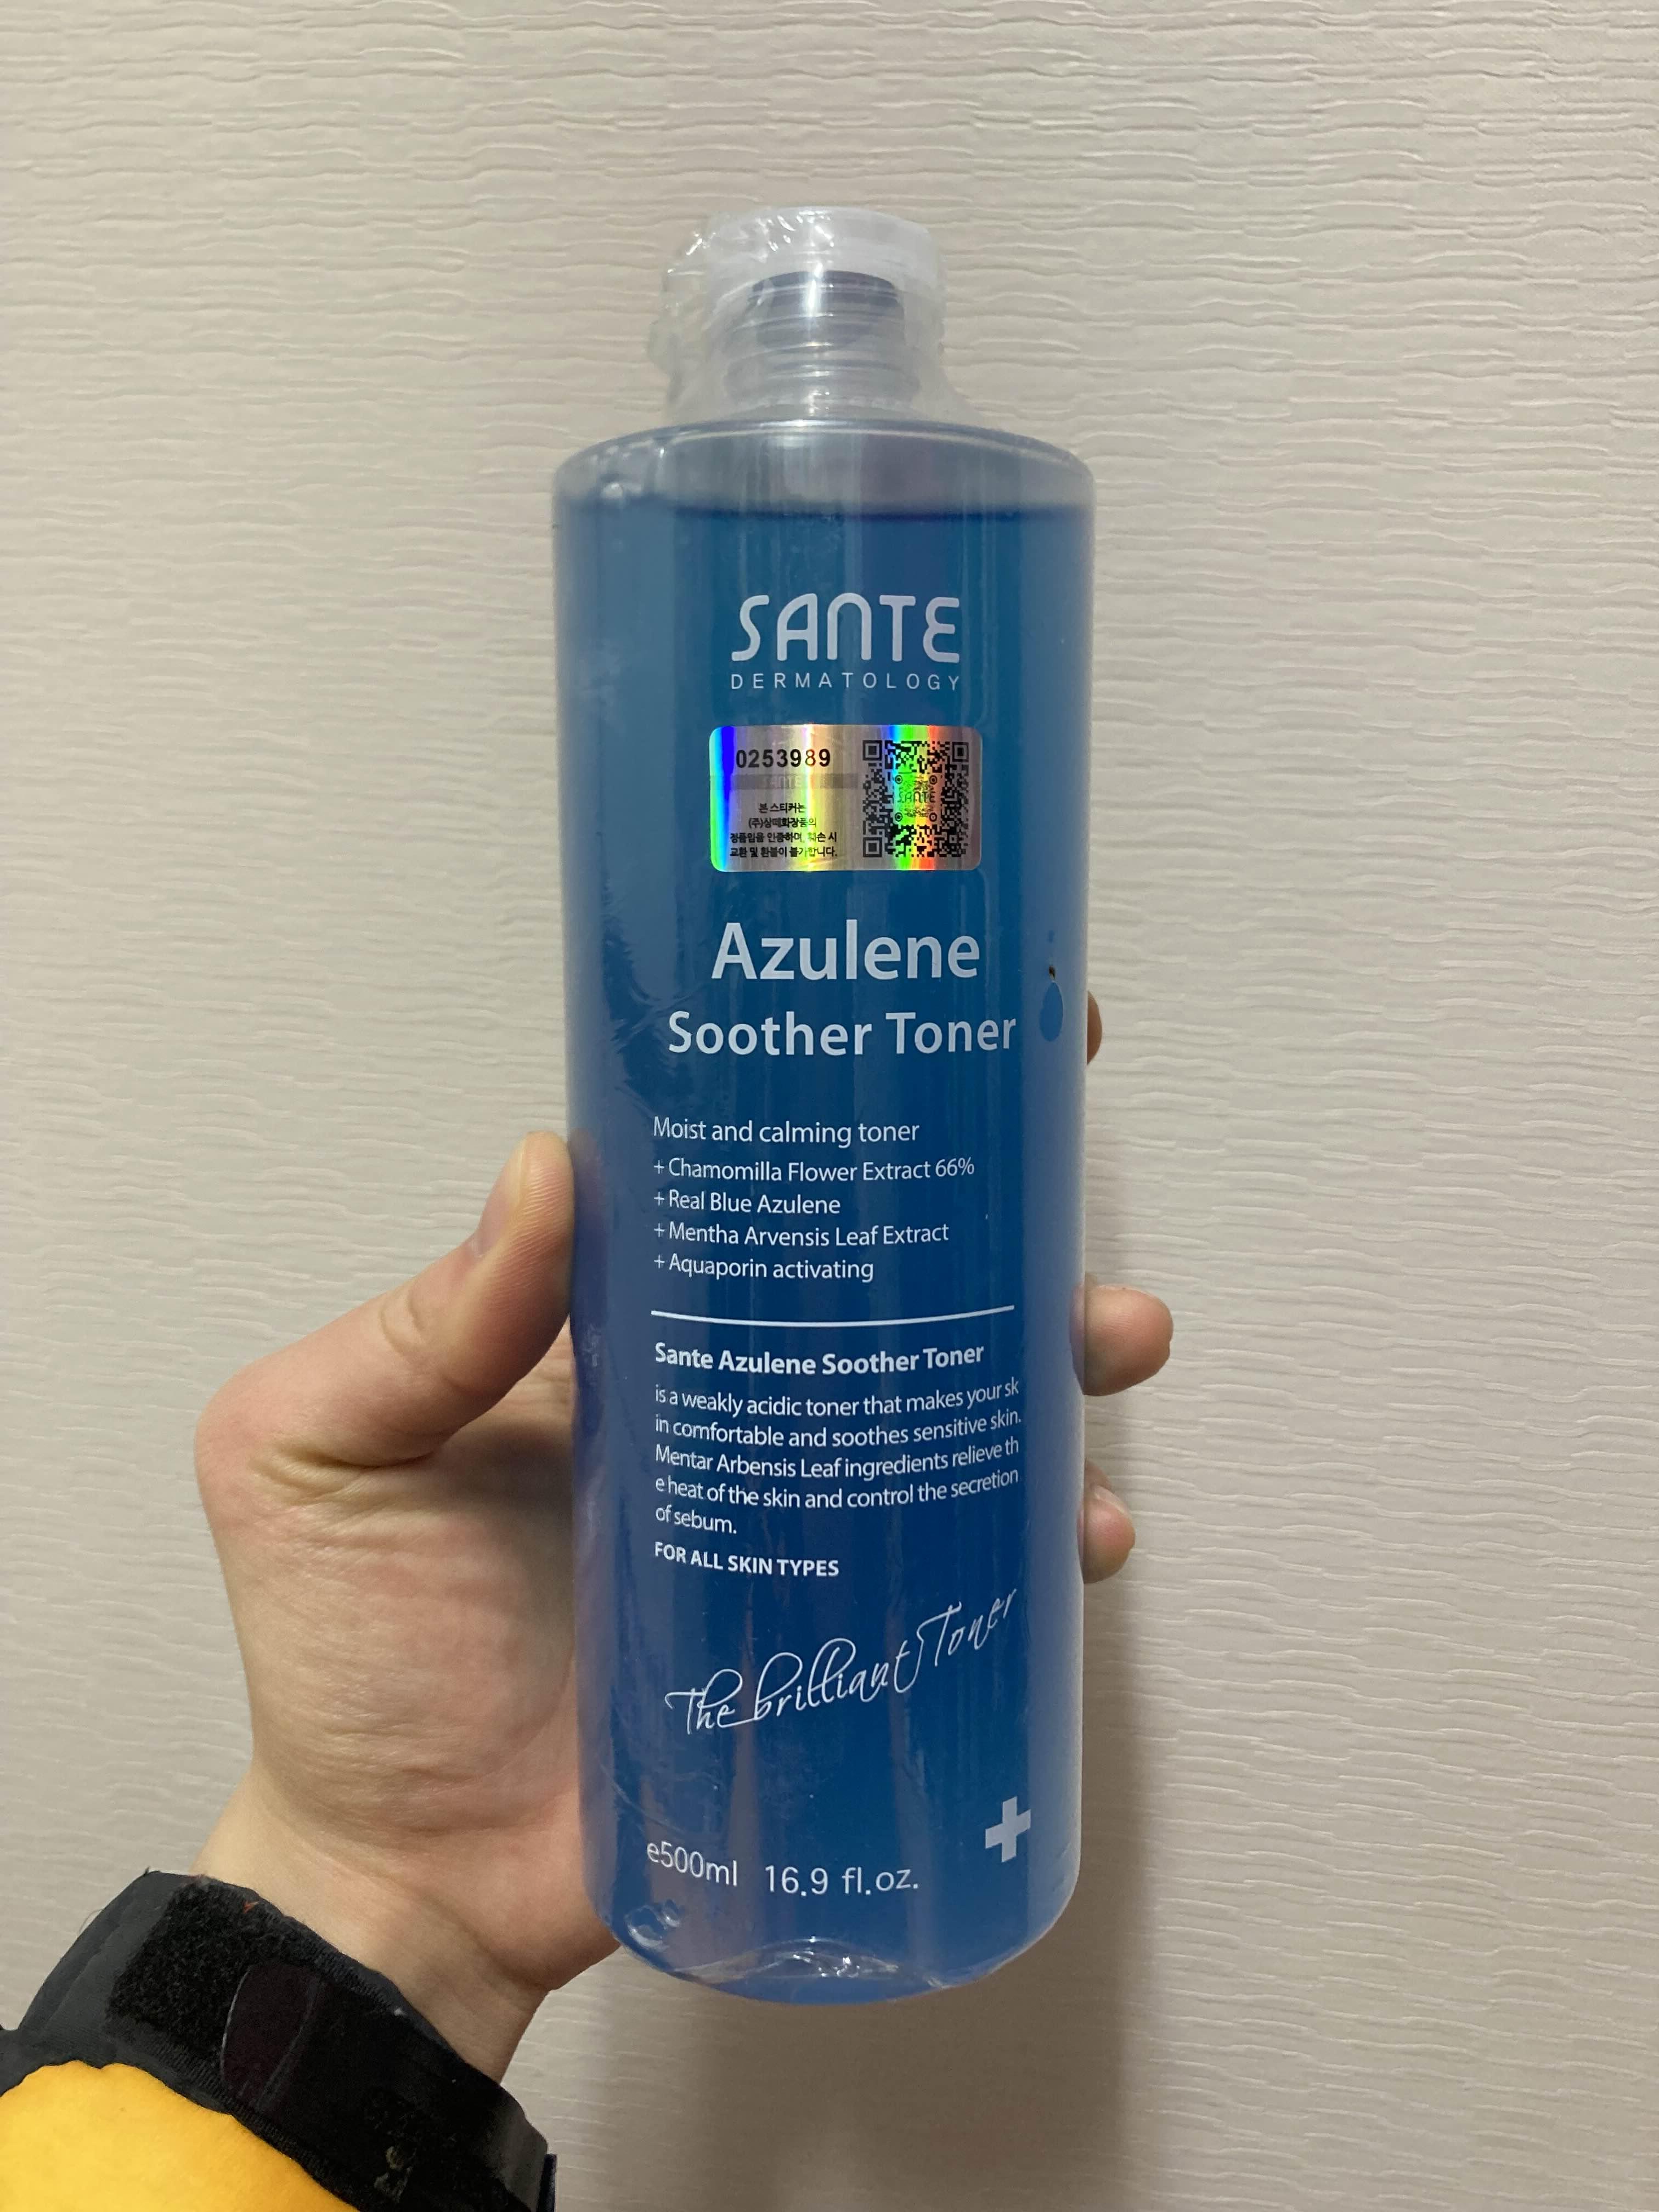 SANTE
DERMATOLOGY
0253989
SANTE
본 스티커는
(주)상떼화장품의
정품임을 인증하며, 훼손 시
교환 및 환불이 불가합니다.
SANTE
Azulene
Soother Toner
Moist and calming toner
+ Chamomilla Flower Extract 66%
+ Real Blue Azulene
+ Mentha Arvensis Leaf Extract
+ Aquaporin activating
Sante Azulene Soother Toner
is a weakly acidic toner that makes your sk
in comfortable and soothes sensitive skin.
Mentar Arbensis Leaf ingredients relieve th
e heat of the skin and control the secretion
of sebum.
FOR ALL SKIN TYPES
The brilliant Toner
e500ml 16.9 fl.oz.